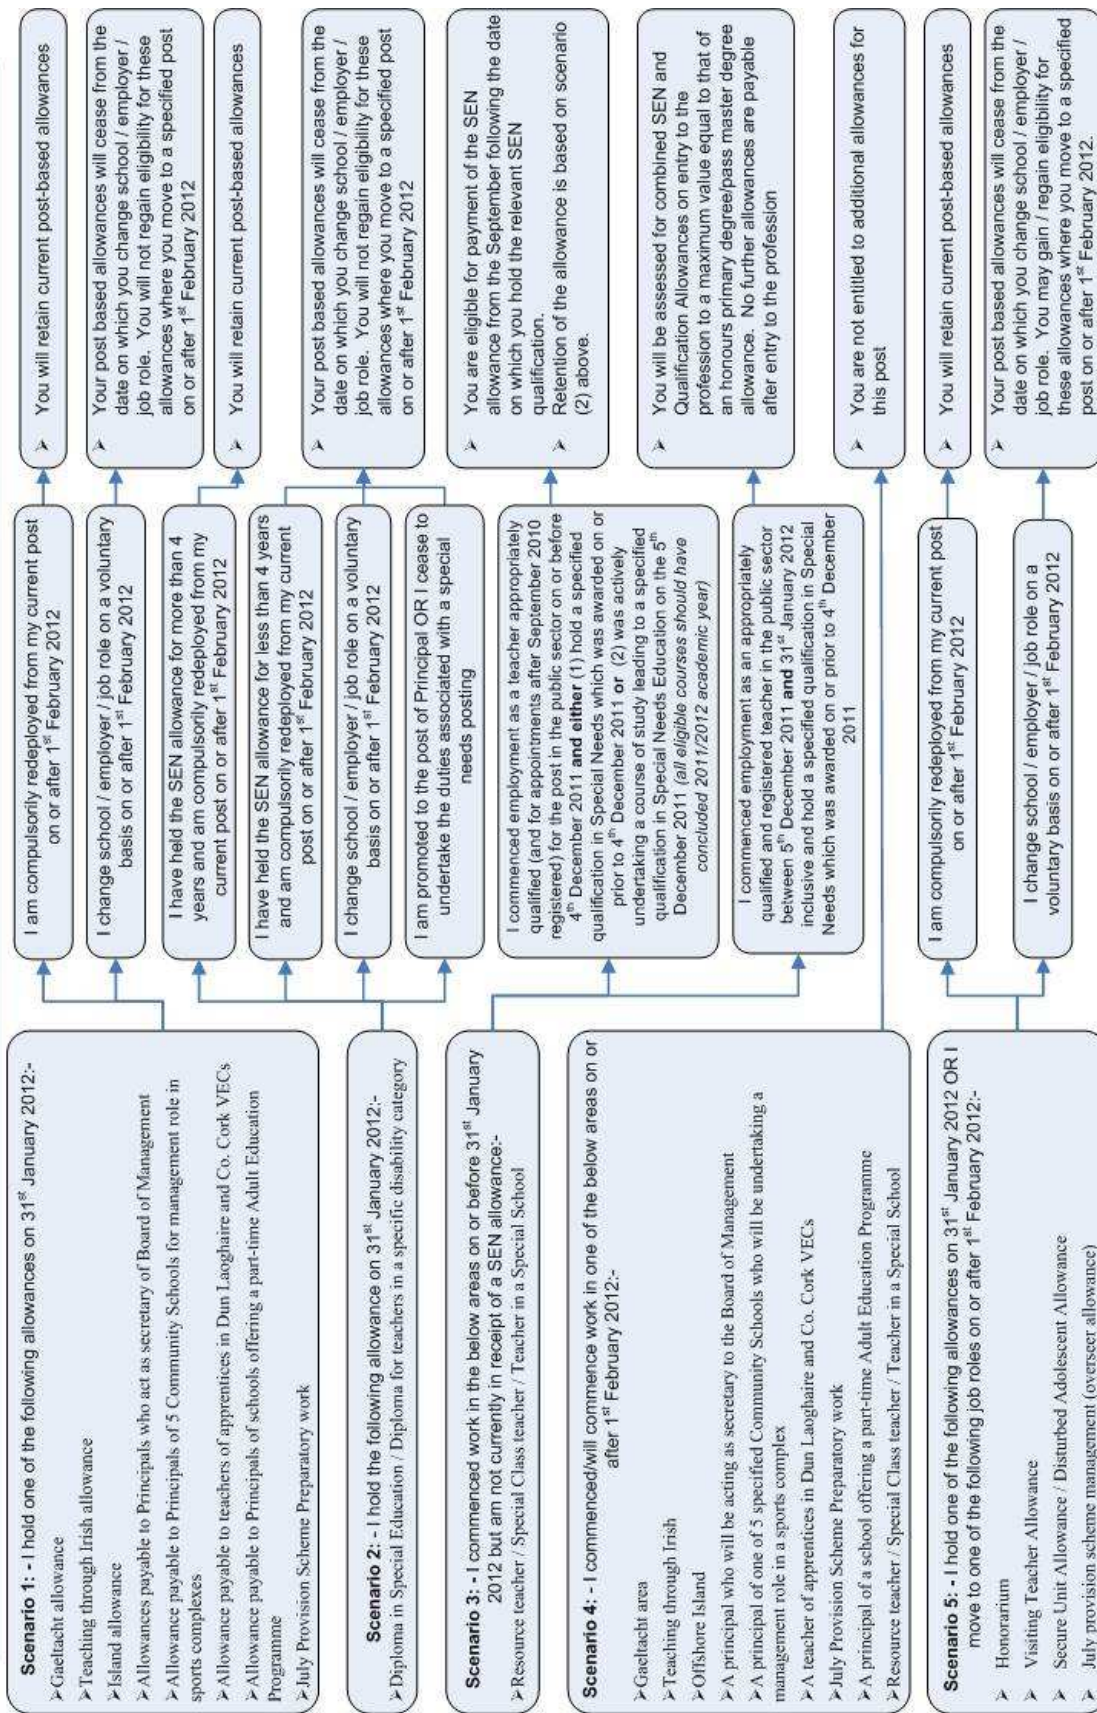 Scenario 1: - I hold one of the following allowances on 31st January 2012:-
➢Gaeltacht allowance
➢Teaching through Irish allowance
➢Island allowance
➢Allowances payable to Principals who act as secretary of Board of Management
➢Allowance payable to Principals of 5 Community Schools for management role in
sports complexes
➢Allowance payable to teachers of apprentices in Dun Laoghaire and Co. Cork VECs
➢Allowance payable to Principals of schools offering a part-time Adult Education
Programme
➢July Provision Scheme Preparatory work
I am compulsorily redeployed from my current post
on or after 1st February 2012
➢ You will retain current post-based allowances
I change school / employer / job role on a voluntary
basis on or after 1st February 2012
➢ Your post based allowances will cease from the
date on which you change school / employer /
job role. You will not regain eligibility for these
allowances where you move to a specified post
on or after 1st February 2012
Scenario 2: - I hold the following allowance on 31st January 2012:-
➢Diploma in Special Education / Diploma for teachers in a specific disability category
I have held the SEN allowance for more than 4
years and am compulsorily redeployed from my
current post on or after 1st February 2012
➢ You will retain current post-based allowances
I have held the SEN allowance for less than 4 years
and am compulsorily redeployed from my current
post on or after 1st February 2012
I change school / employer / job role on a voluntary
basis on or after 1st February 2012
I am promoted to the post of Principal OR I cease to
undertake the duties associated with a special
needs posting
➢ Your post based allowances will cease from the
date on which you change school / employer /
job role. You will not regain eligibility for these
allowances where you move to a specified post
on or after 1st February 2012
Scenario 3: - I commenced work in the below areas on or before 31st January
2012 but am not currently in receipt of a SEN allowance:-
➢Resource teacher / Special Class teacher / Teacher in a Special School
I commenced employment as a teacher appropriately
qualified (and for appointments after September 2010
registered) for the post in the public sector on or before
4th December 2011 and either (1) hold a specified
qualification in Special Needs which was awarded on or
prior to 4th December 2011 or (2) was actively
undertaking a course of study leading to a specified
qualification in Special Needs Education on the 5th
December 2011 (all eligible courses should have
concluded 2011/2012 academic year)
➢ You are eligible for payment of the SEN
allowance from the September following the date
on which you hold the relevant SEN
qualification.
➢ Retention of the allowance is based on scenario
(2) above.
I commenced employment as an appropriately
qualified and registered teacher in the public sector
between 5th December 2011 and 31st January 2012
inclusive and hold a specified qualification in Special
Needs which was awarded on or prior to 4th December
2011
➢ You will be assessed for combined SEN and
Qualification Allowances on entry to the
profession to a maximum value equal to that of
an honours primary degree/pass master degree
allowance. No further allowances are payable
after entry to the profession
Scenario 4: - I commenced/will commence work in one of the below areas on or
after 1st February 2012:-
➢Gaeltacht area
➢Teaching through Irish
➢Offshore Island
➢A principal who will be acting as secretary to the Board of Management
➢A principal of one of 5 specified Community Schools who will be undertaking a
management role in a sports complex
➢A teacher of apprentices in Dun Laoghaire and Co. Cork VECs
➢July Provision Scheme Preparatory work
➢A principal of a school offering a part-time Adult Education Programme
➢Resource teacher / Special Class teacher / Teacher in a Special School
➢ You are not entitled to additional allowances for
this post
Scenario 5: - I hold one of the following allowances on 31st January 2012 OR I
move to one of the following job roles on or after 1st February 2012:-
➢ Honorarium
➢ Visiting Teacher Allowance
➢ Secure Unit Allowance / Disturbed Adolescent Allowance
➢ July provision scheme management (overseer allowance)
I am compulsorily redeployed from my current post
on or after 1st February 2012
➢ You will retain current post-based allowances
I change school / employer / job role on a
voluntary basis on or after 1st February 2012
➢ Your post based allowances will cease from the
date on which you change school / employer /
job role. You may gain / regain eligibility for
these allowances where you move to a specified
post on or after 1st February 2012.